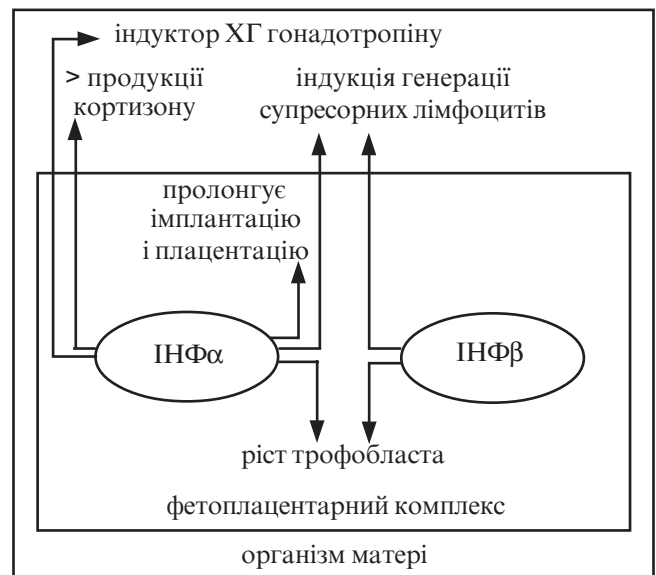 індуктор ХГ гонадотропіну
> продукції
кортизону
індукція генерації
супресорних лімфоцитів
пролонгує
імплантацію
і плацентацію
ІНФα
ІНФβ
ріст трофобласта
фетоплацентарний комплекс
організм матері